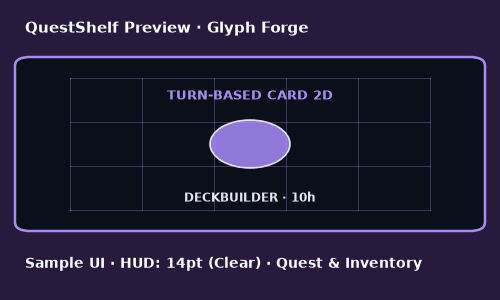 QuestShelf Preview · Glyph Forge
TURN-BASED CARD 2D
DECKBUILDER · 10h
Sample UI · HUD: 14pt (Clear) · Quest & Inventory